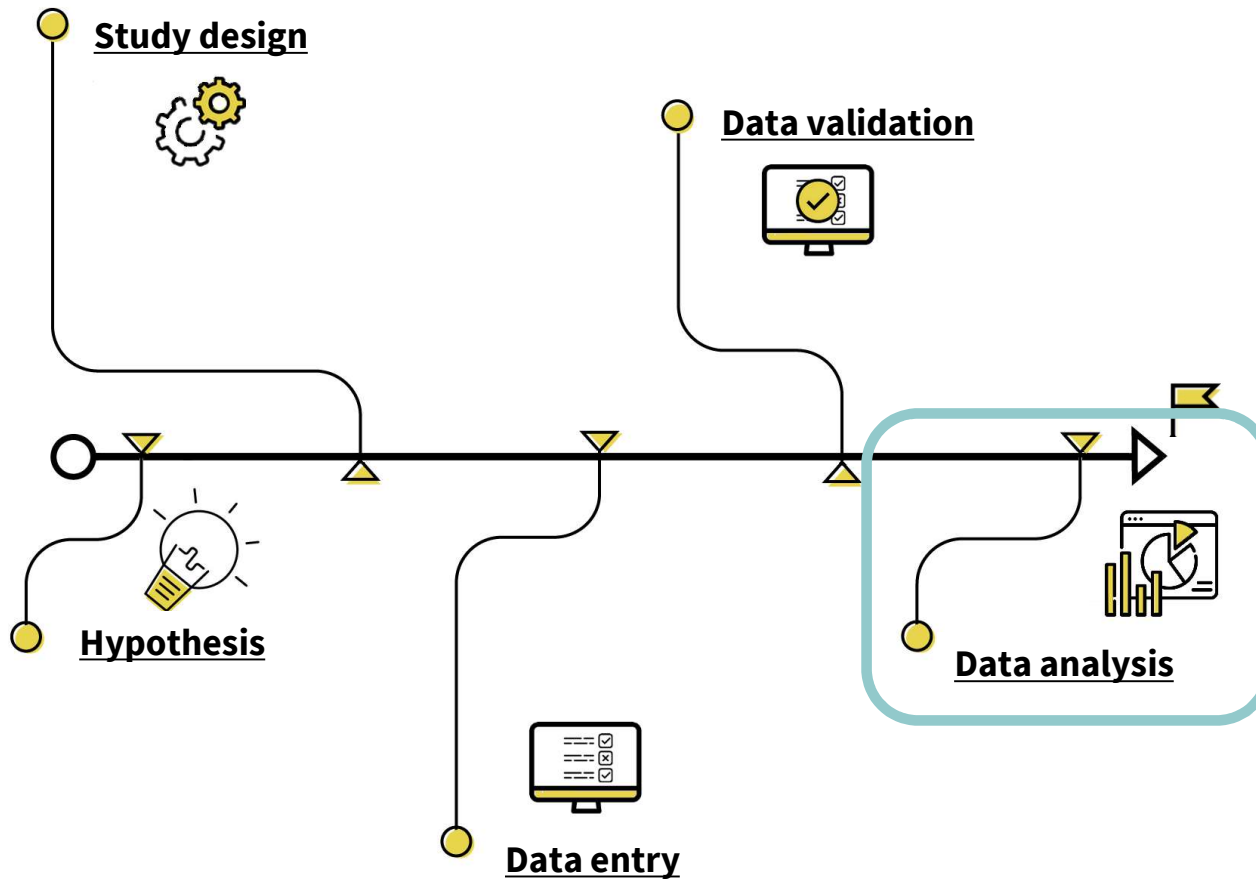 Study design
Data validation
Hypothesis
Data analysis
Data entry